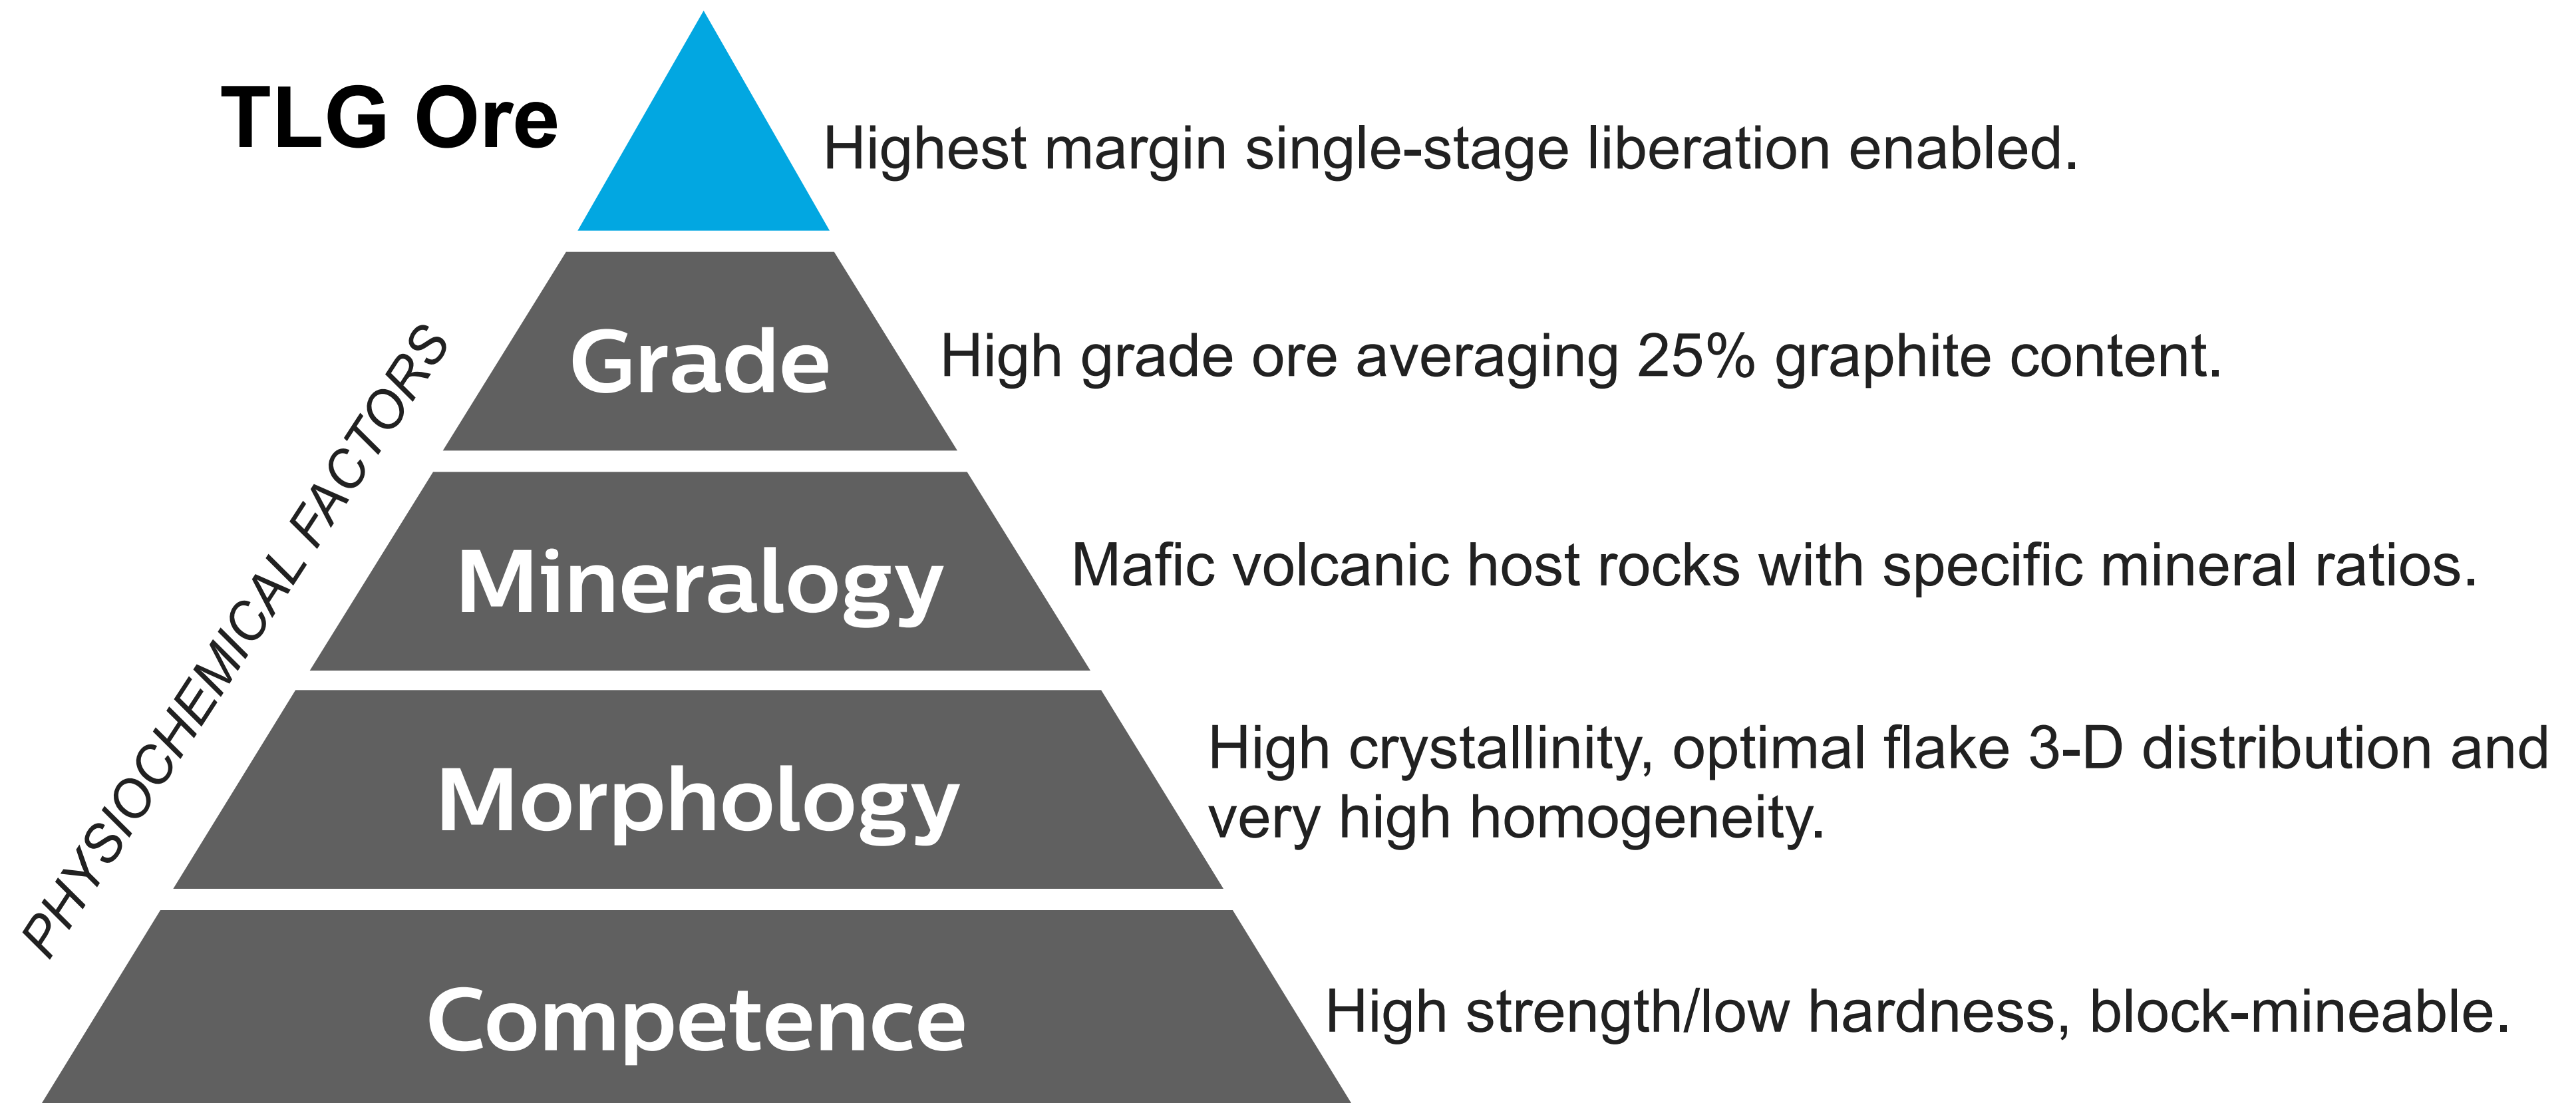 TLG Ore
Highest margin single-stage liberation enabled.
PHYSIOCHEMICAL FACTORS
Grade
High grade ore averaging 25% graphite content.
Mineralogy
Mafic volcanic host rocks with specific mineral ratios.
Morphology
High crystallinity, optimal flake 3-D distribution and
very high homogeneity.
Competence
High strength/low hardness, block-mineable.